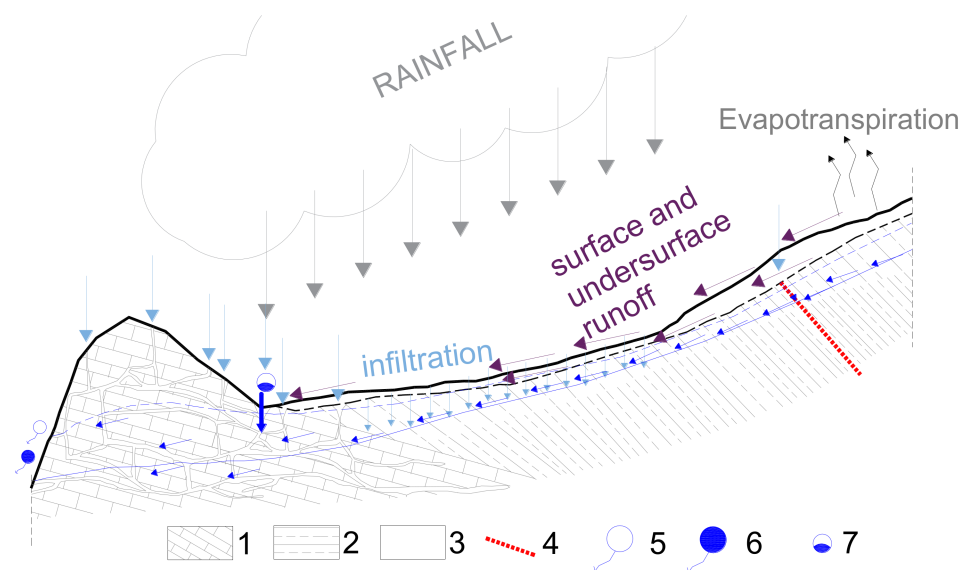 RAINFALL
Evapotranspiration
surface and
undersurface
runoff
infiltration
1
2
3
4
5
6
7